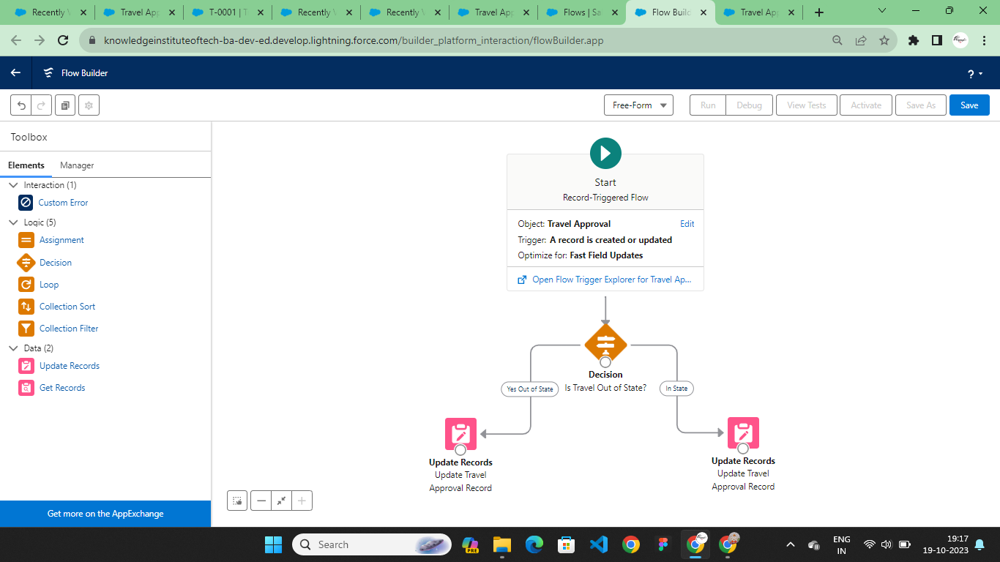 Recently
Travel App
T-0001 | T
Recently
Recently
Travel App
Flows | Sa
Flow Build
Travel App
knowledgeinstituteoftech-ba-dev-ed.develop.lightning.force.com/builder_platform_interaction/flowBuilder.app
Flow Builder
?
Free-Form
Run
Debug
View Tests
Activate
Save As
Save
Toolbox
Elements
Manager
Interaction (1)
Custom Error
Logic (5)
Assignment
Decision
Loop
Collection Sort
Collection Filter
Data (2)
Update Records
Get Records
Get more on the AppExchange
Start
Record-Triggered Flow
Object: Travel Approval
Edit
Trigger: A record is created or updated
Optimize for: Fast Field Updates
Open Flow Trigger Explorer for Travel Ap...
Decision
Is Travel Out of State?
Yes Out of State
In State
Update Records
Update Travel
Approval Record
Update Records
Update Travel
Approval Record
Search
PRE
ENG
IN
19:17
19-10-2023